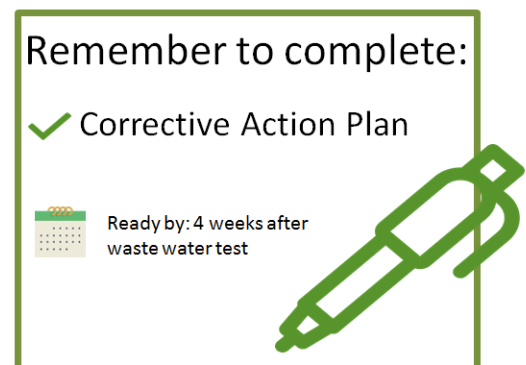 Remember to complete:
Corrective Action Plan
Ready by: 4 weeks after
waste water test